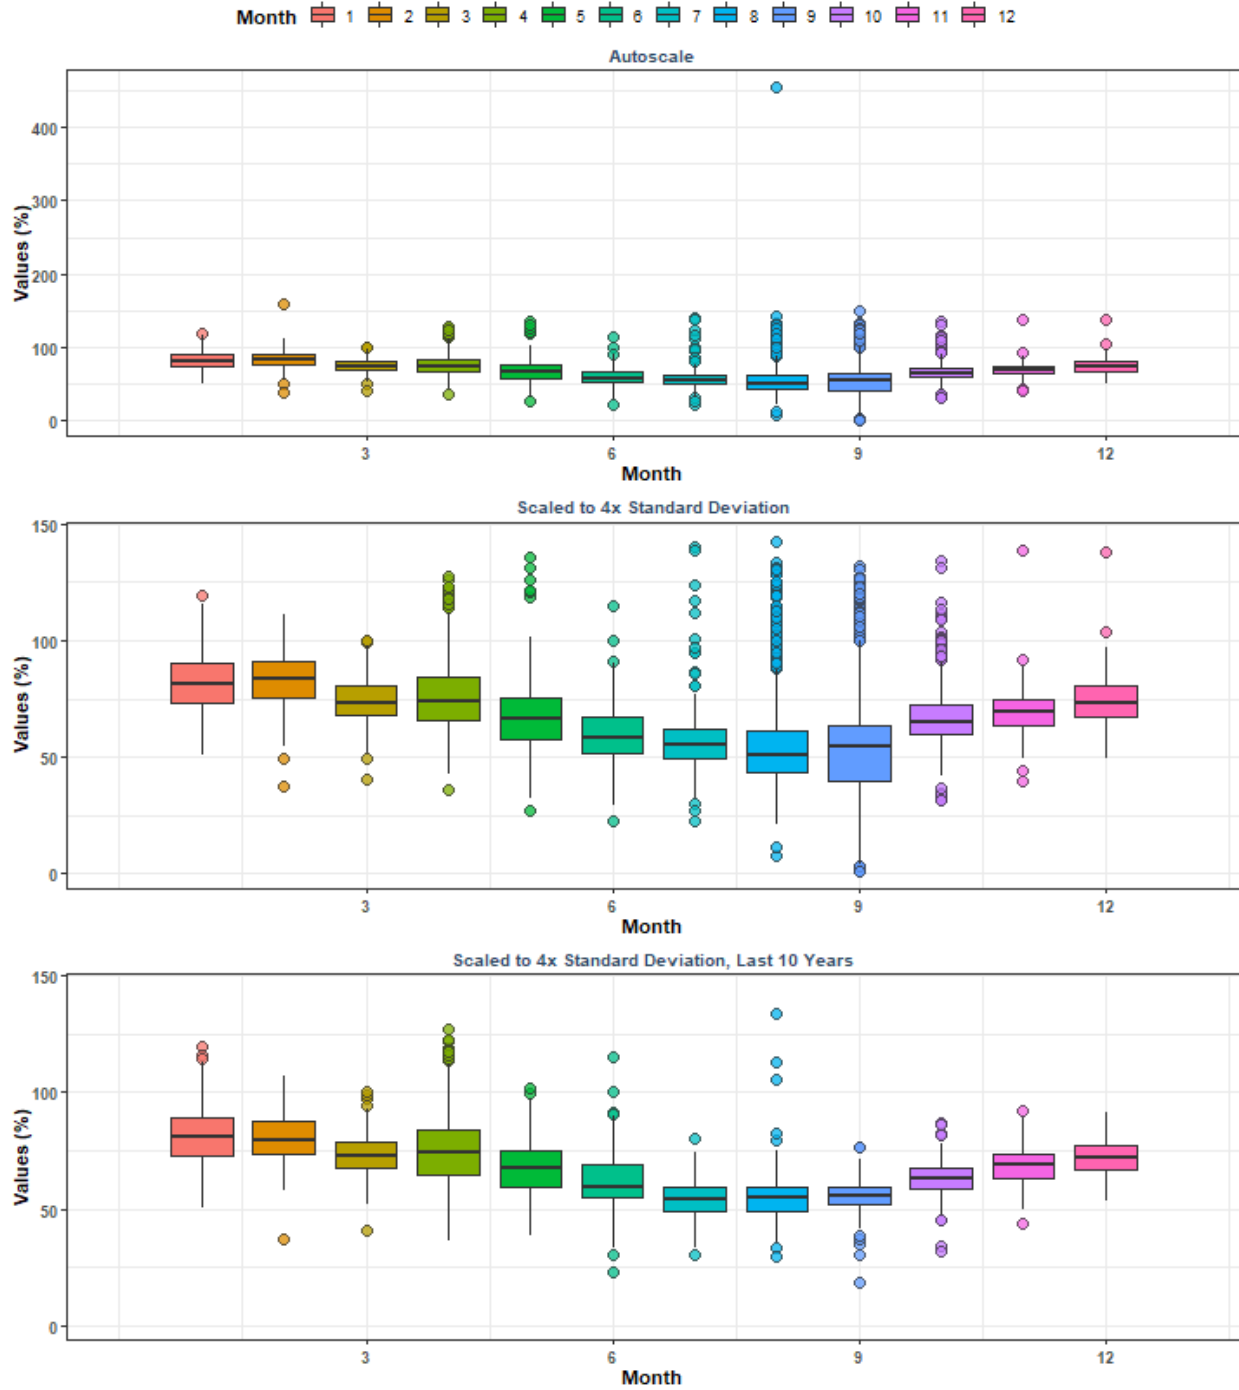 Month 1 2 3 4 5 6 7 8 9 10 11 12
Autoscale
Values (%)
400
300
200
100
0
3 6 9 12
Month
Scaled to 4x Standard Deviation
Values (%)
150
100
50
0
3 6 9 12
Month
Scaled to 4x Standard Deviation, Last 10 Years
Values (%)
150
100
50
0
3 6 9 12
Month